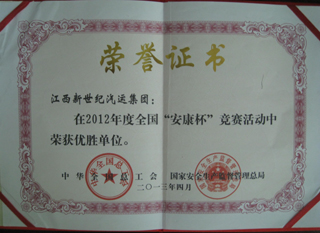 荣誉证书
江西新世纪汽运集团：
在2012年度全国“安康杯”竞赛活动中
荣获优胜单位。
中华全国总工会 国家安全生产监督管理总局
二〇一三年四月